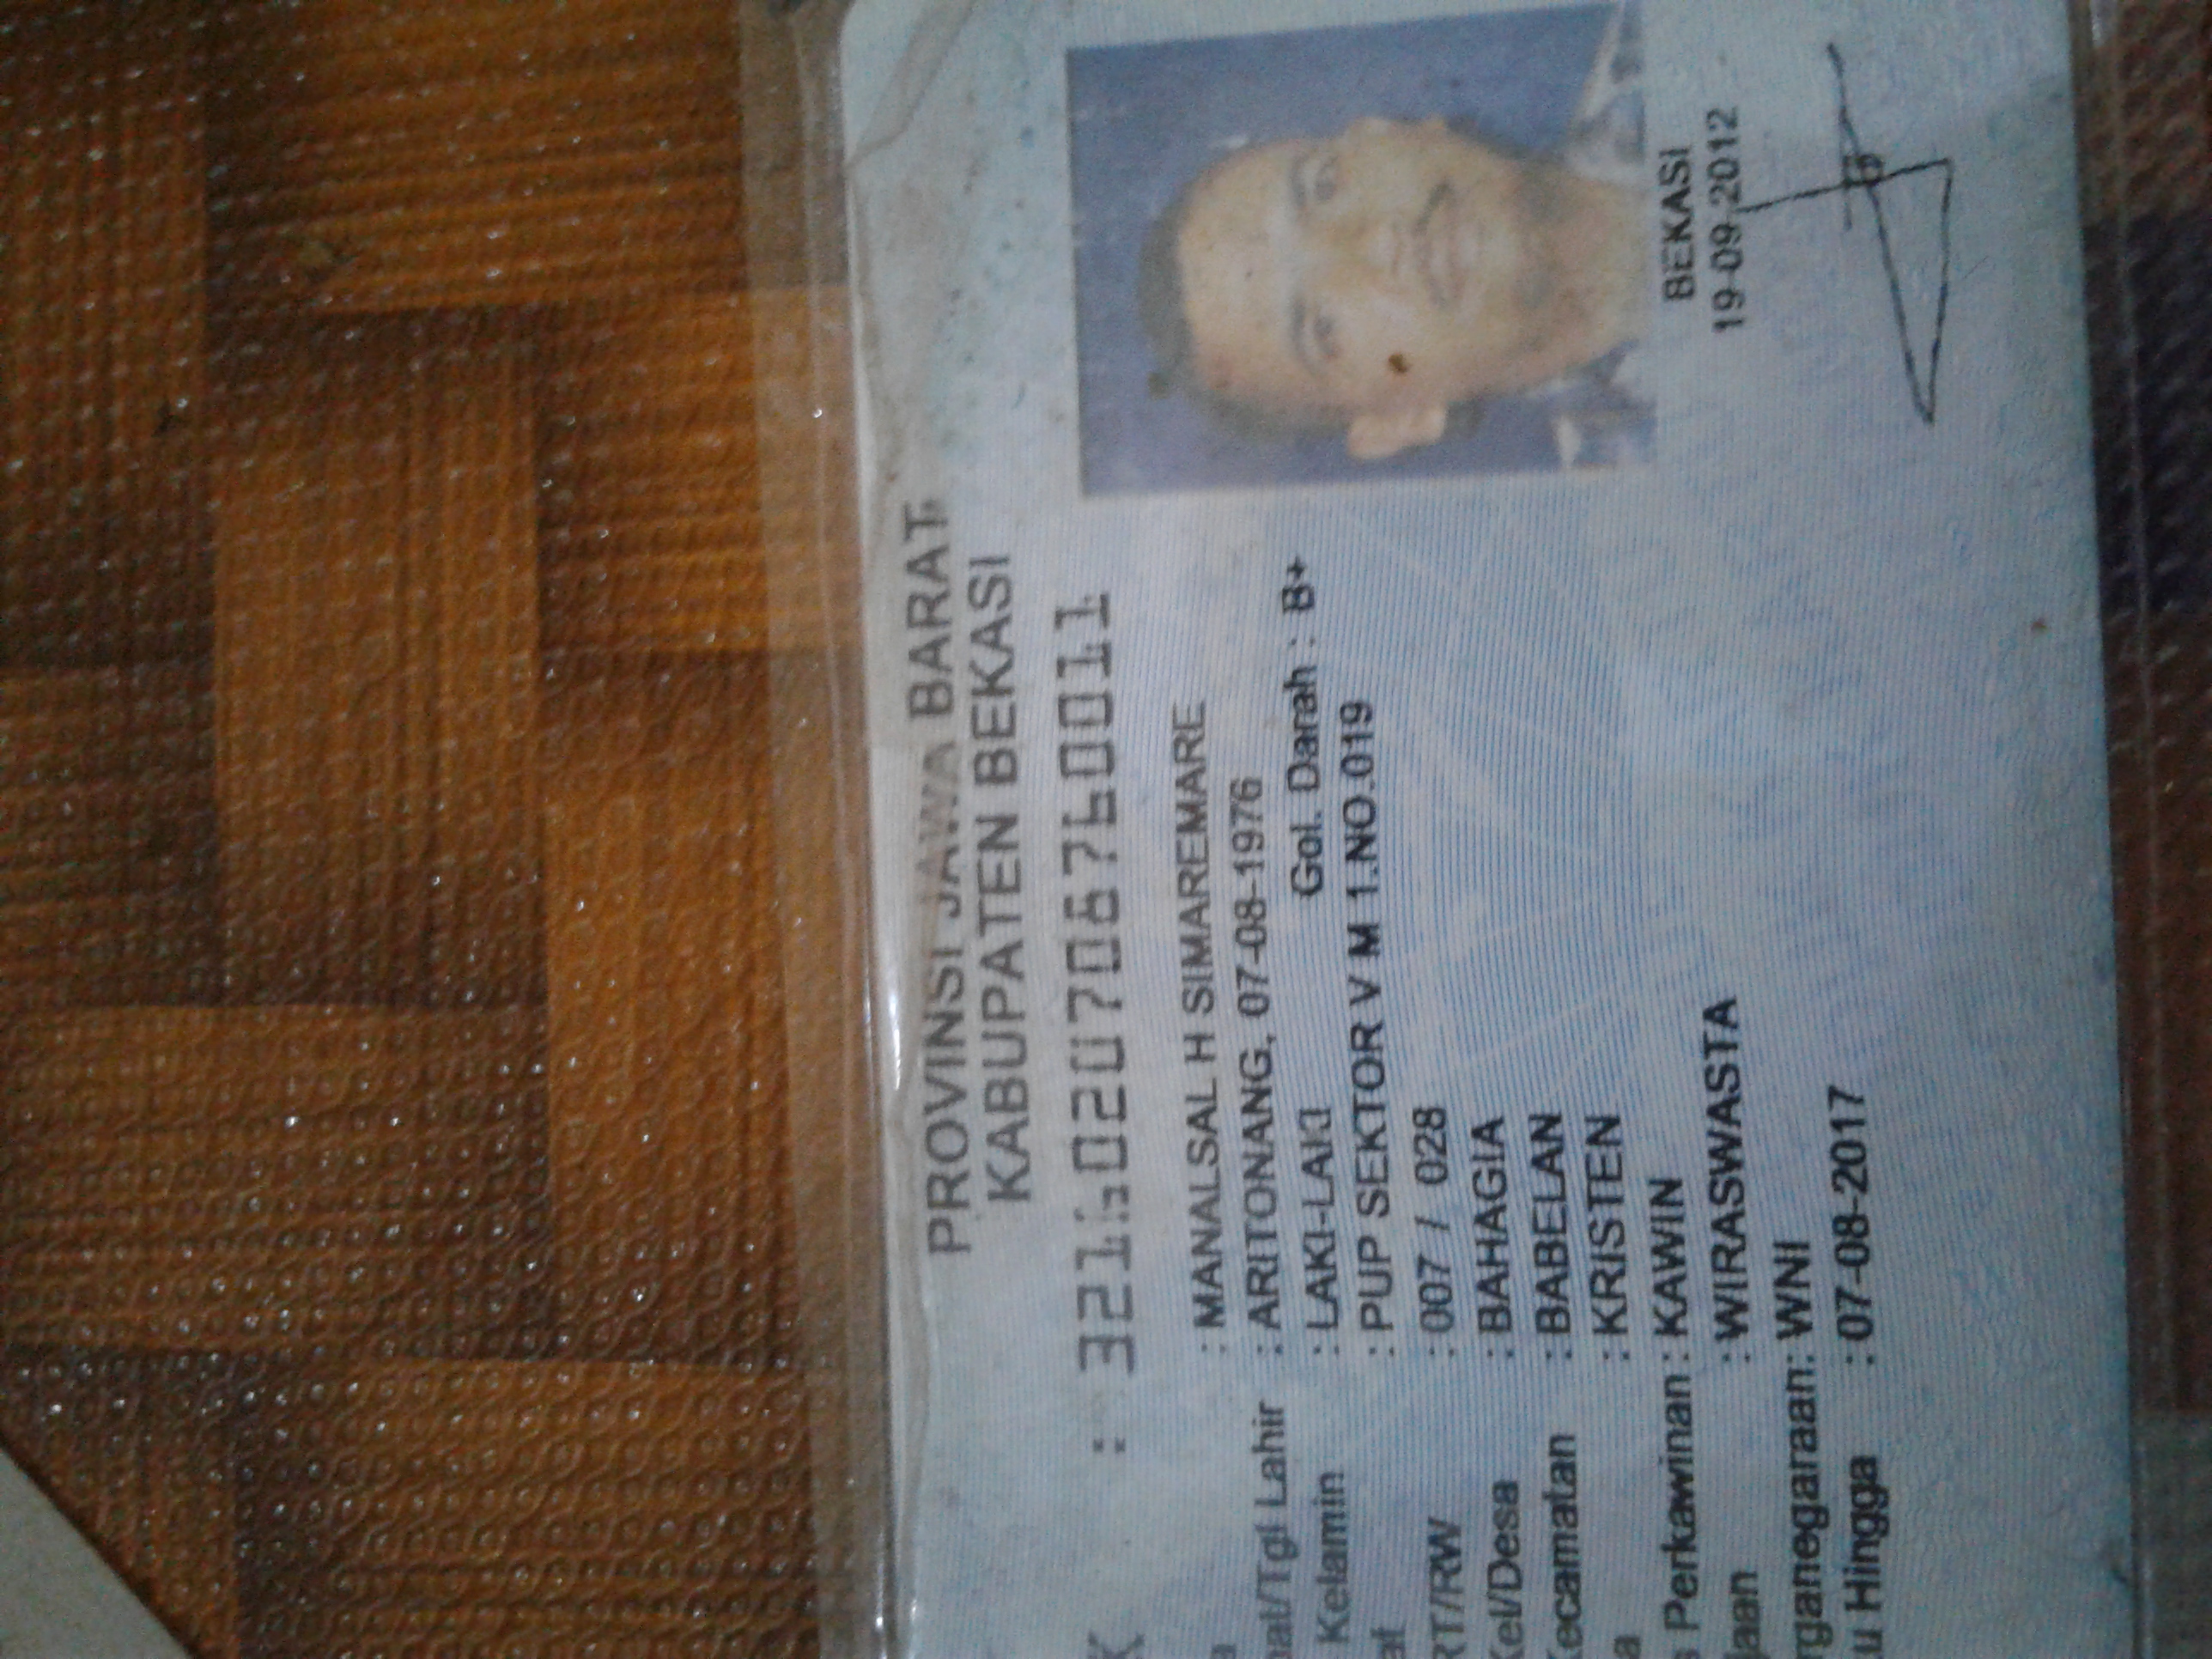 PROVINSI JAWA BARAT
KABUPATEN BEKASI
K : 3216020708760011
a : MANALSAL H SIMAREMARE
pat/Tgl Lahir : ARITONANG, 07-08-1976
Kelamin : LAKI-LAKI Gol. Darah : B+
at : PUP SEKTOR V M 1.NO.019
RT/RW : 007 / 028
Kel/Desa : BAHAGIA
Kecamatan : BABELAN
a : KRISTEN
s Perkawinan : KAWIN
jaan : WIRASWASTA
rganegaraan: WNI
u Hingga : 07-08-2017
BEKASI
19-09-2012